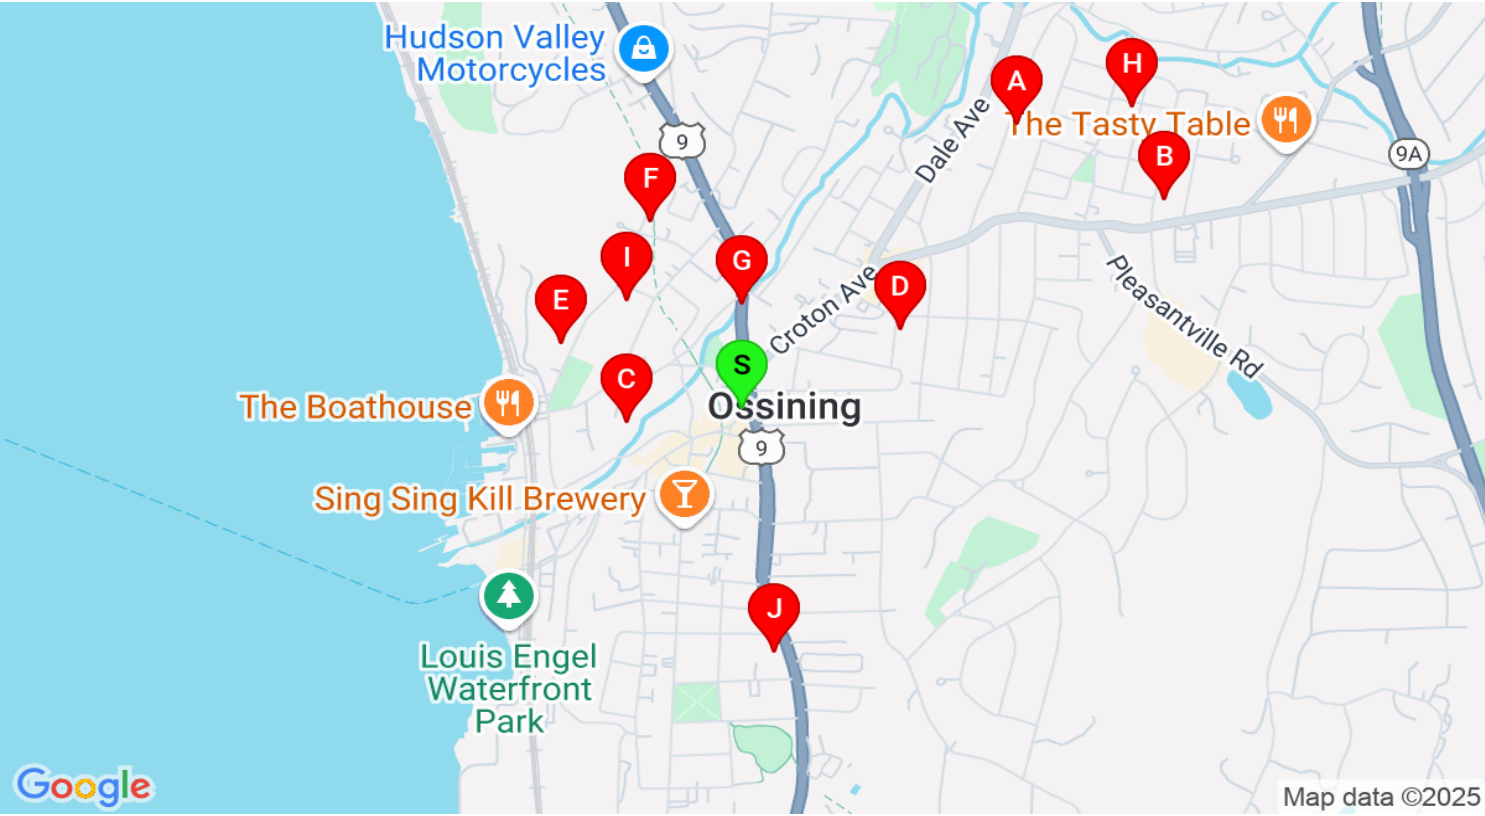 Hudson Valley
Motorcycles
9
A
H
The Tasty Table
9A
Dale Ave
B
F
I
G
E
D
Croton Ave
Pleasantville Rd
S
C
The Boathouse
Ossining
9
Sing Sing Kill Brewery
J
Louis Engel
Waterfront
Park
Google
Map data ©2025